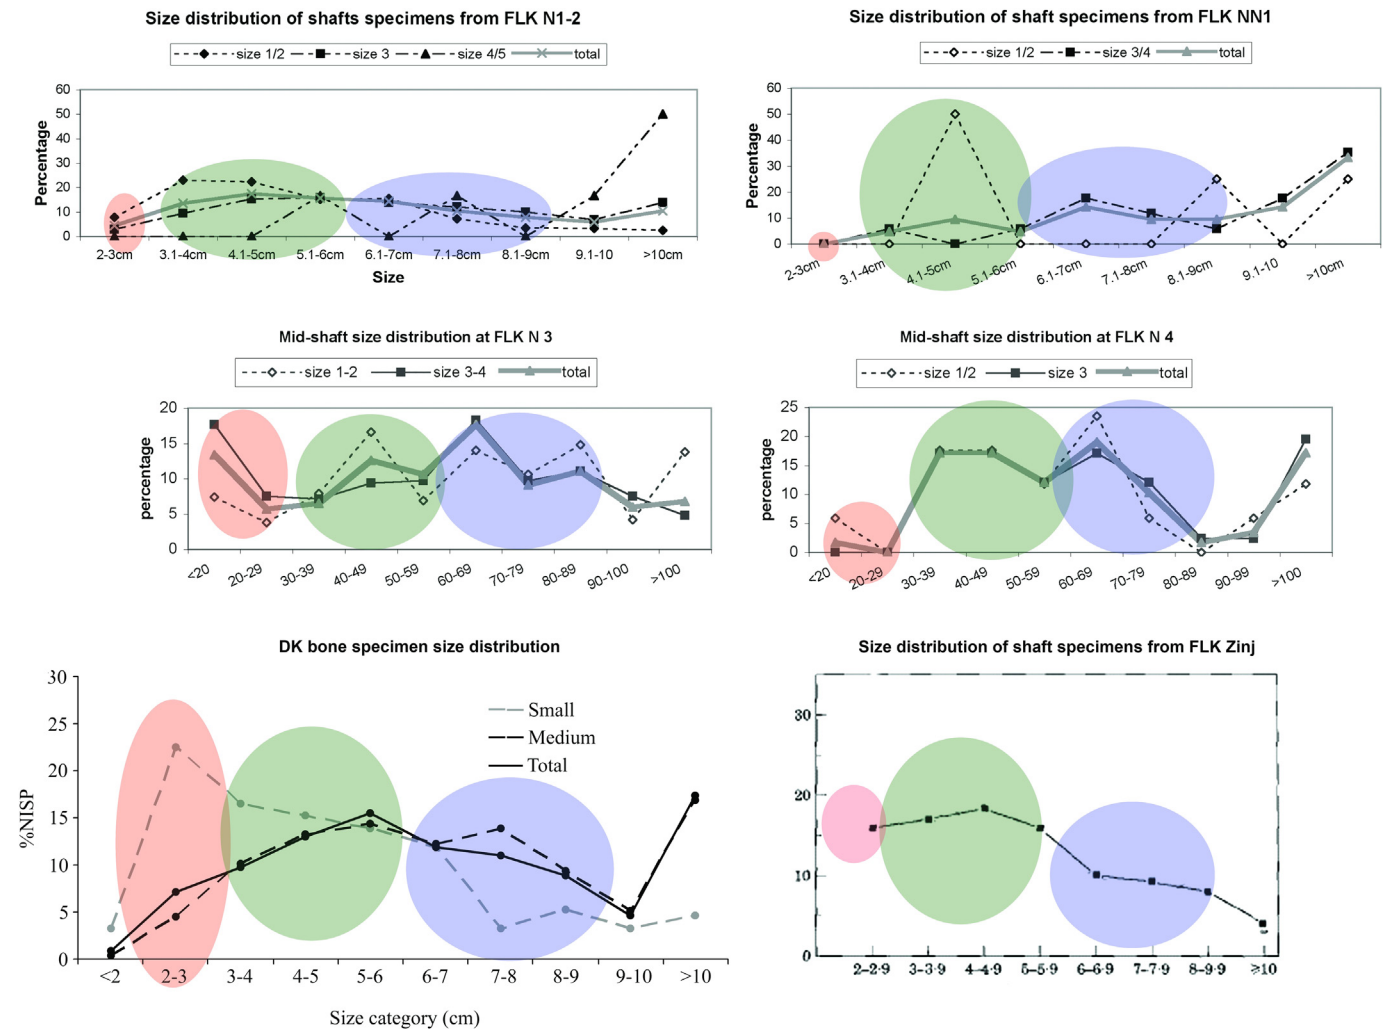 Size distribution of shafts specimens from FLK N1-2
size 1/2 size 3 size 4/5 total
60
50
40
30
20
10
0
Percentage
2-3cm 3.1-4cm 4.1-5cm 5.1-6cm 6.1-7cm 7.1-8cm 8.1-9cm 9.1-10 >10cm
Size
Size distribution of shaft specimens from FLK NN1
size 1/2 size 3/4 total
60
50
40
30
20
10
0
Percentage
2-3cm 3.1-4cm 4.1-5cm 5.1-6cm 6.1-7cm 7.1-8cm 8.1-9cm 9.1-10 >10cm
Mid-shaft size distribution at FLK N 3
size 1-2 size 3-4 total
20
15
10
5
0
percentage
<20 20-29 30-39 40-49 50-59 60-69 70-79 80-89 90-100 >100
Mid-shaft size distribution at FLK N 4
size 1/2 size 3 total
25
20
15
10
5
0
percentage
<20 20-29 30-39 40-49 50-59 60-69 70-79 80-89 90-99 >100
DK bone specimen size distribution
30
25
20
15
10
5
0
%NISP
Small
Medium
Total
<2 2-3 3-4 4-5 5-6 6-7 7-8 8-9 9-10 >10
Size category (cm)
Size distribution of shaft specimens from FLK Zinj
30
20
10
0
2-2·9 3-3·9 4-4·9 5-5·9 6-6·9 7-7·9 8-9·9 ≥10